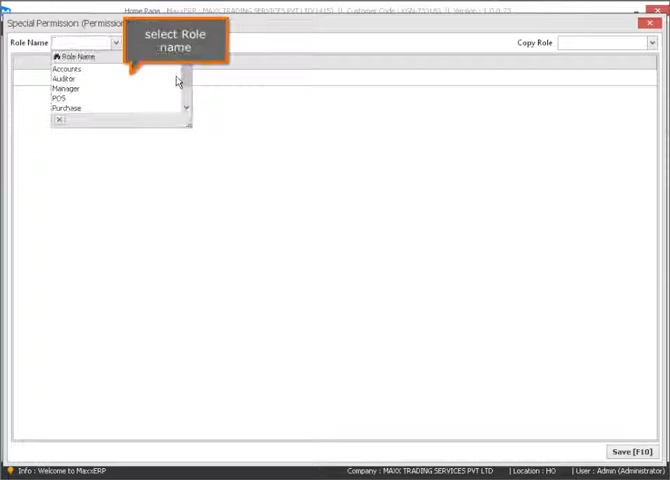 Home Page - MaxxERP : MAXX TRADING SERVICES PVT LTD
Special Permission (Permission
Role Name
Copy Role
select Role
name
Role Name
Accounts
Auditor
Manager
POS
Purchase
Save [F10]
Info : Welcome to MaxxERP
Company : MAXX TRADING SERVICES PVT LTD
Location : HO
User : Admin (Administrator)